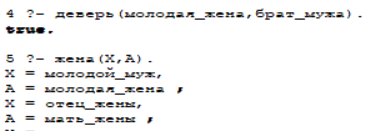 4 ?- деверь(молодая_жена,брат_мужа).
true.
5 ?- жена(X,A).
X = молодой_муж,
A = молодая_жена ;
X = отец_жены,
A = мать_жены ;